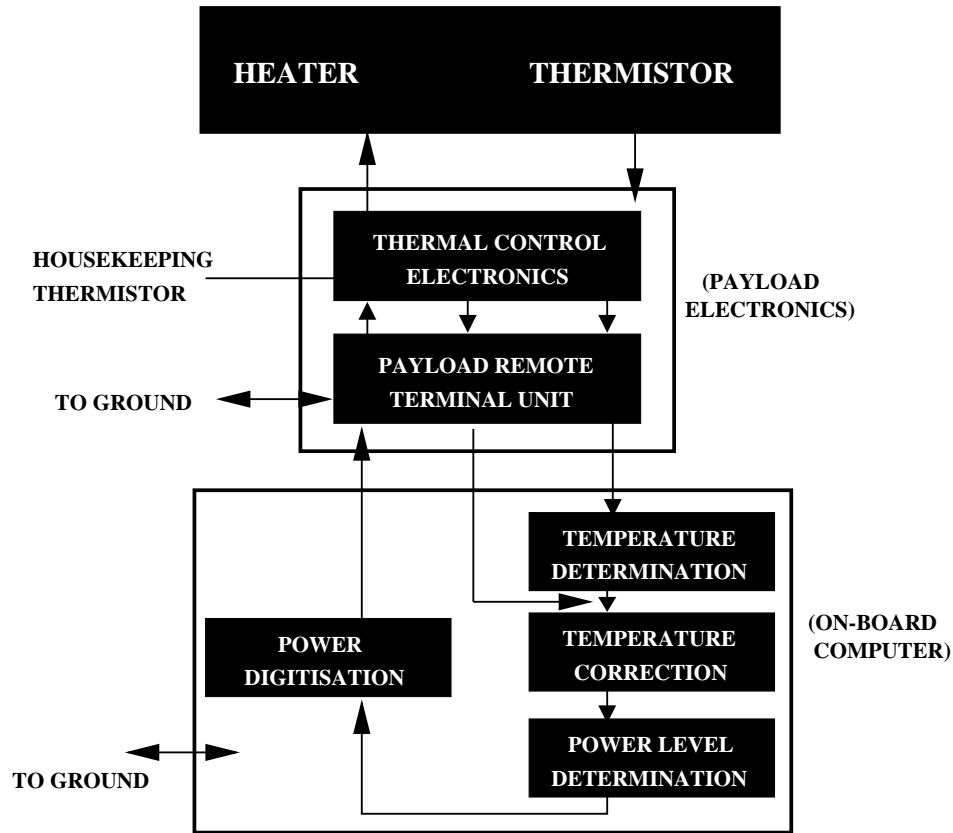 HEATER THERMISTOR
THERMAL CONTROL
ELECTRONICS
HOUSEKEEPING
THERMISTOR
(PAYLOAD
ELECTRONICS)
PAYLOAD REMOTE
TERMINAL UNIT
TO GROUND
TEMPERATURE
DETERMINATION
(ON-BOARD
COMPUTER)
TEMPERATURE
CORRECTION
POWER
DIGITISATION
POWER LEVEL
DETERMINATION
TO GROUND